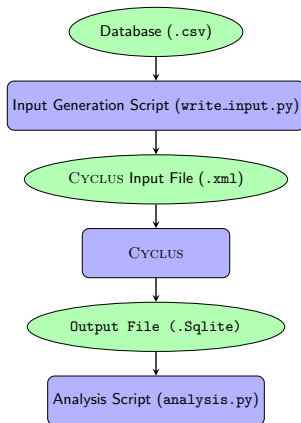 Database (.csv)
Input Generation Script (write_input.py)
CYCLUS Input File (.xml)
CYCLUS
Output File (.Sqlite)
Analysis Script (analysis.py)